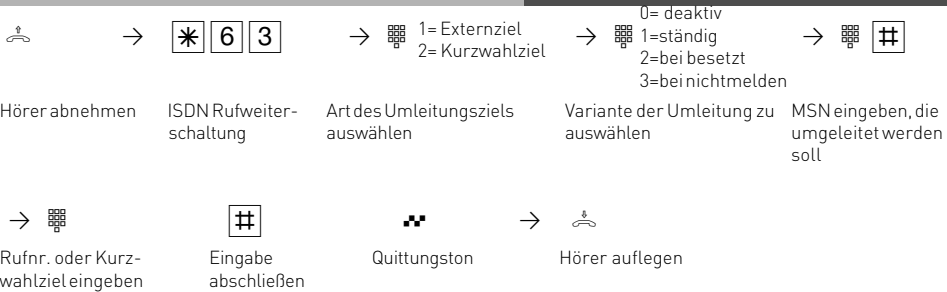 0= deaktiv
→ * 6 3 → 1= Externziel → 1=ständig → #
2= Kurzwahlziel 2=bei besetzt
3=bei nichtmelden
Hörer abnehmen
ISDN Rufweiter-
schaltung
Art des Umleitungsziels
auswählen
Variante der Umleitung zu
auswählen
MSN eingeben, die
umgeleitet werden
soll
→ # →
Rufnr. oder Kurz-
wahlziel eingeben
Eingabe
abschließen
Quittungston
Hörer auflegen